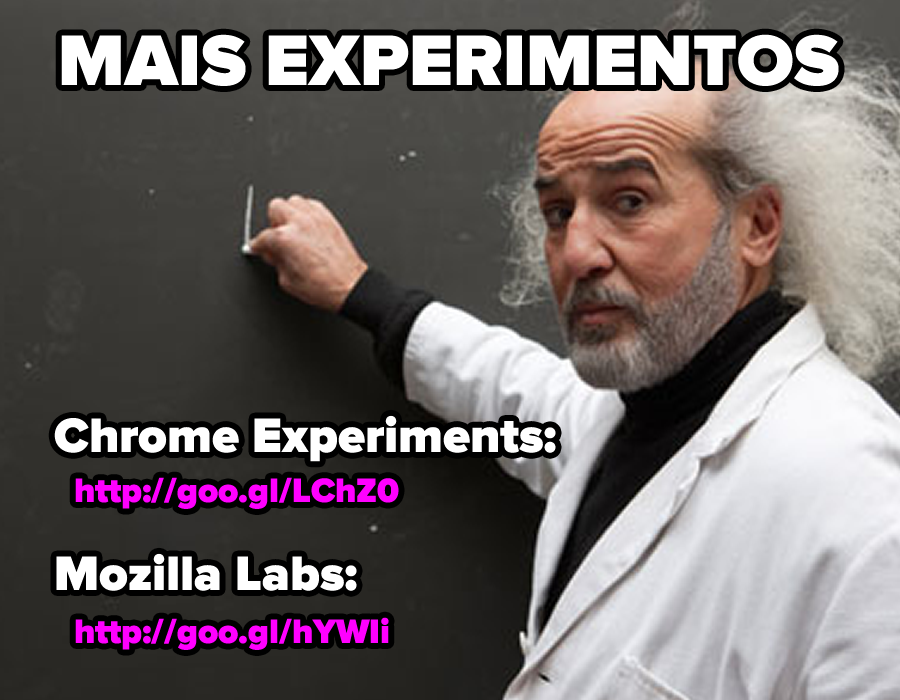 MAIS EXPERIMENTOS
Chrome Experiments:
http://goo.gl/LChZ0
Mozilla Labs:
http://goo.gl/hYWli